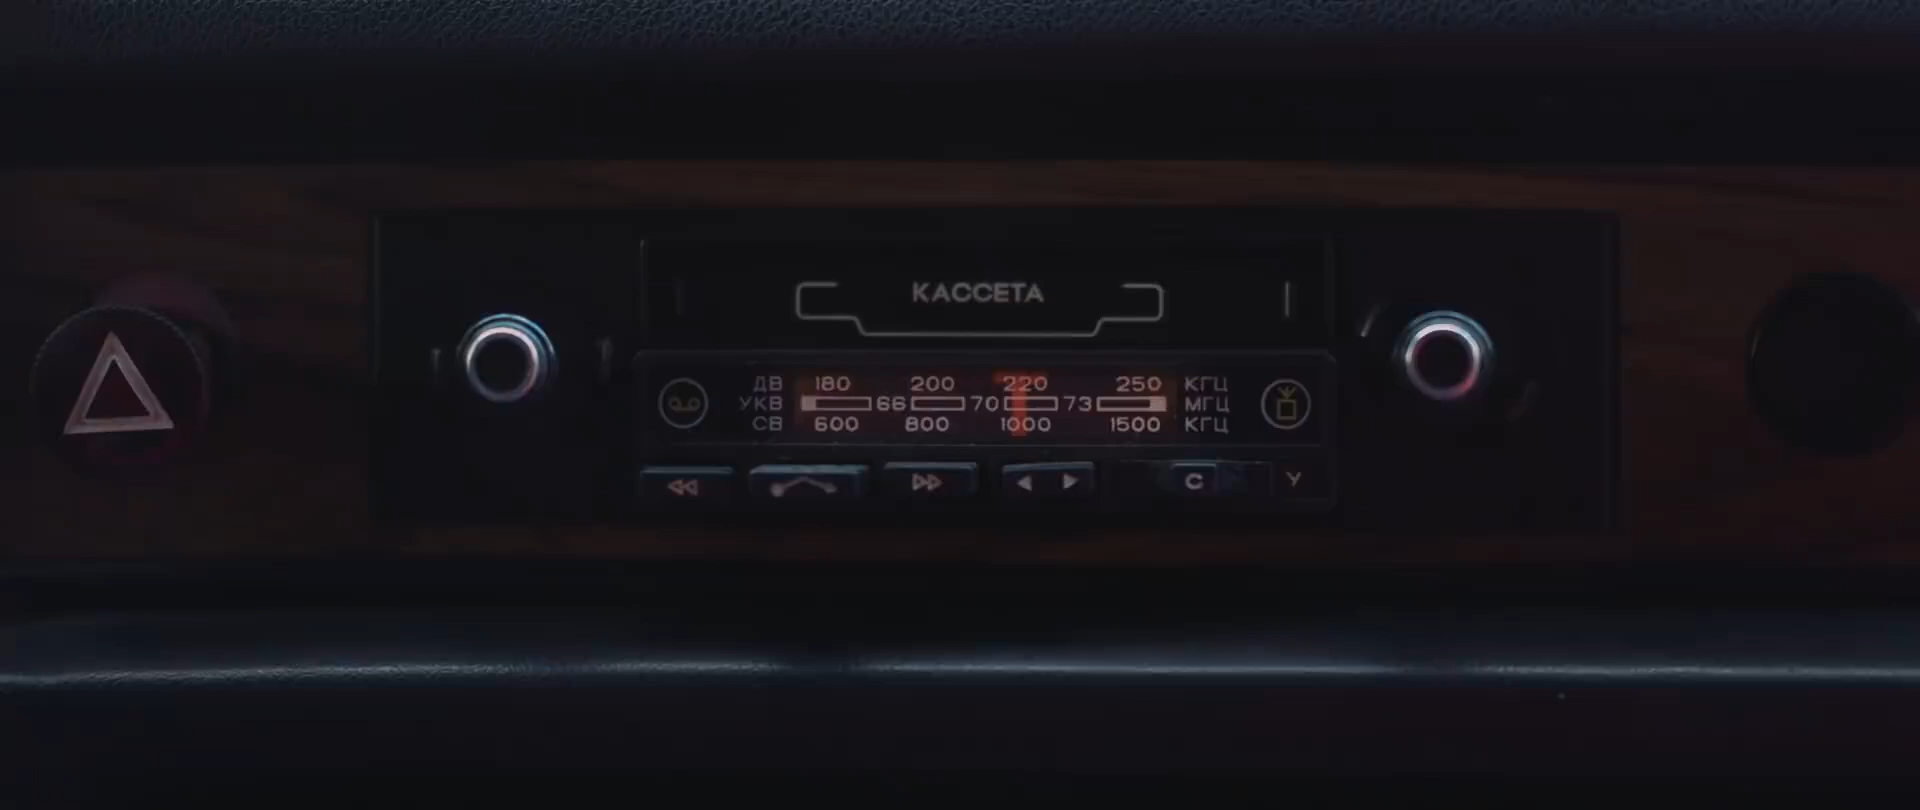 КАССЕТА
ДВ 180 200 220 250 КГЦ
УКВ 66 70 73 МГЦ
СВ 600 800 1000 1500 КГЦ
С У